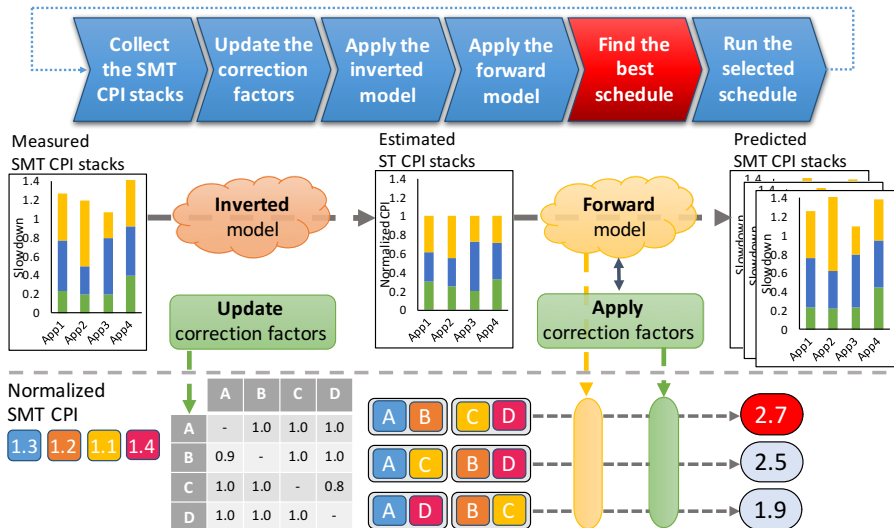 Collect
the SMT
CPI stacks
Update the
correction
factors
Apply the
inverted
model
Apply the
forward
model
Find the
best
schedule
Run the
selected
schedule
Measured
SMT CPI stacks
Estimated
ST CPI stacks
Predicted
SMT CPI stacks
Slowdown
1.4
1.2
1
0.8
0.6
0.4
0.2
0
App1
App2
App3
App4
Inverted
model
Update
correction factors
Normalized CPI
1.4
1.2
1
0.8
0.6
0.4
0.2
0
App1
App2
App3
App4
Forward
model
Apply
correction factors
1.4
1.4
Slowdown
1.4
1.2
1
0.8
0.6
0.4
0.2
0
App1
App2
App3
App4
Normalized
SMT CPI
1.3 1.2 1.1 1.4
A B C D
A - 1.0 1.0 1.0
B 0.9 - 1.0 1.0
C 1.0 1.0 - 0.8
D 1.0 1.0 1.0 -
A B C D 2.7
A C B D 2.5
A D B C 1.9